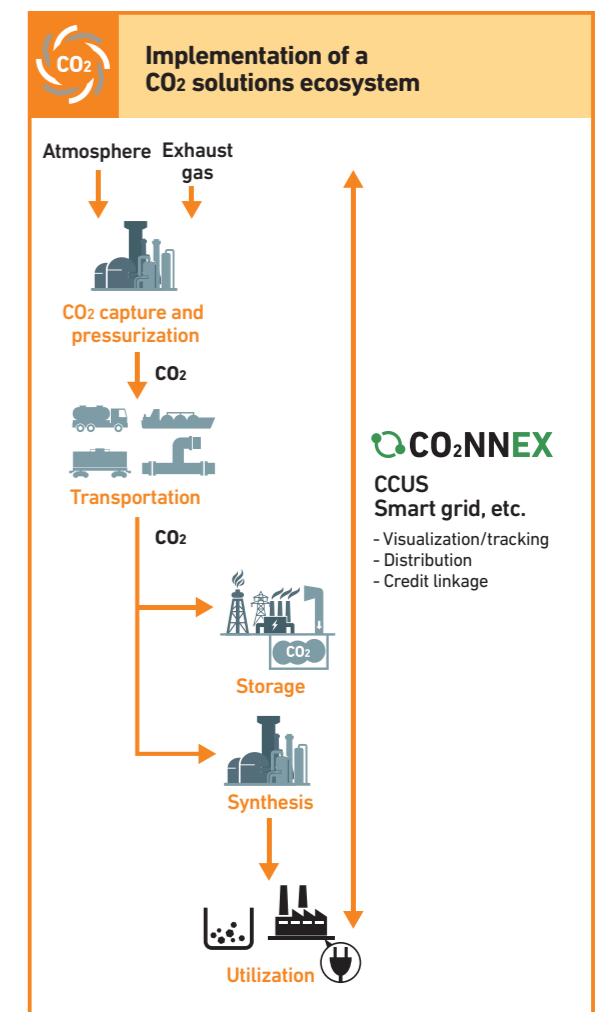 CO2
Implementation of a
CO2 solutions ecosystem
Atmosphere
Exhaust
gas
CO2 capture and
pressurization
CO2
Transportation
CO2
CO2
Storage
Synthesis
Utilization
CO2NNEX
CCUS
Smart grid, etc.
- Visualization/tracking
- Distribution
- Credit linkage